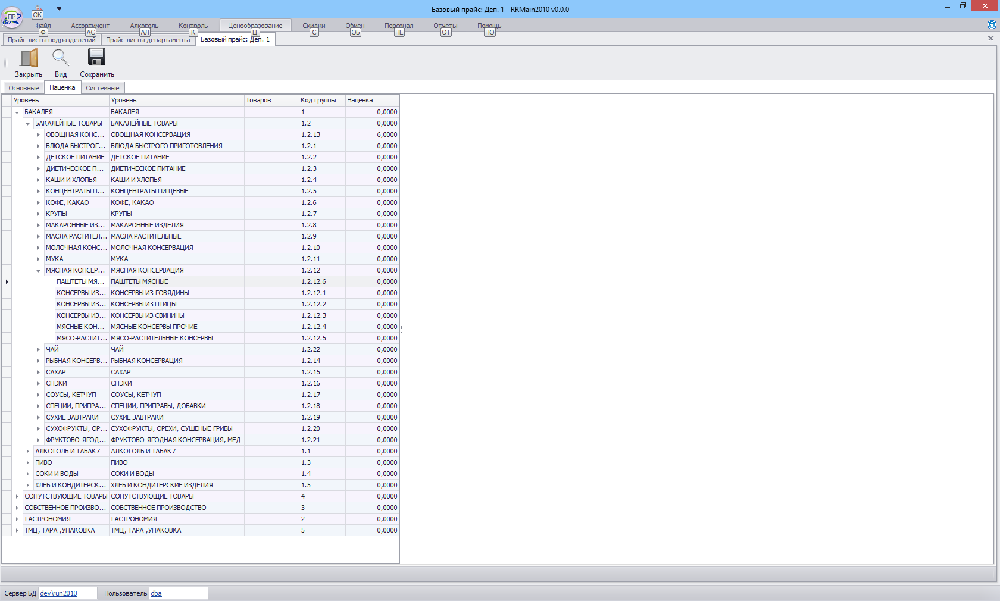 Базовый прайс: Деп. 1 - RRMain2010 v0.0.0
ПР
ОК
Файл Ассортимент Алкоголь Контроль Ценообразование Скидки Обмен Персонал Отчеты Помощь
Ф АС АЛ К Ц С ОБ ПЕ ОТ ПО
Прайс-листы подразделений Прайс-листы департамента Базовый прайс: Деп. 1
Закрыть Вид Сохранить
Основные Наценка Системные
Уровень Уровень Товаров Код группы Наценка
БАКАЛЕЯ БАКАЛЕЯ 1 0,0000
БАКАЛЕЙНЫЕ ТОВАРЫ БАКАЛЕЙНЫЕ ТОВАРЫ 1.2 0,0000
ОВОЩНАЯ КОНС... ОВОЩНАЯ КОНСЕРВАЦИЯ 1.2.13 6,0000
БЛЮДА БЫСТРОГ... БЛЮДА БЫСТРОГО ПРИГОТОВЛЕНИЯ 1.2.1 0,0000
ДЕТСКОЕ ПИТАНИЕ ДЕТСКОЕ ПИТАНИЕ 1.2.2 0,0000
ДИЕТИЧЕСКОЕ П... ДИЕТИЧЕСКОЕ ПИТАНИЕ 1.2.3 0,0000
КАШИ И ХЛОПЬЯ КАШИ И ХЛОПЬЯ 1.2.4 0,0000
КОНЦЕНТРАТЫ П... КОНЦЕНТРАТЫ ПИЩЕВЫЕ 1.2.5 0,0000
КОФЕ, КАКАО КОФЕ, КАКАО 1.2.6 0,0000
КРУПЫ КРУПЫ 1.2.7 0,0000
МАКАРОННЫЕ ИЗ... МАКАРОННЫЕ ИЗДЕЛИЯ 1.2.8 0,0000
МАСЛА РАСТИТЕЛ... МАСЛА РАСТИТЕЛЬНЫЕ 1.2.9 0,0000
МОЛОЧНАЯ КОНС... МОЛОЧНАЯ КОНСЕРВАЦИЯ 1.2.10 0,0000
МУКА МУКА 1.2.11 0,0000
МЯСНАЯ КОНСЕР... МЯСНАЯ КОНСЕРВАЦИЯ 1.2.12 0,0000
ПАШТЕТЫ МЯ... ПАШТЕТЫ МЯСНЫЕ 1.2.12.6 0,0000
КОНСЕРВЫ ИЗ... КОНСЕРВЫ ИЗ ГОВЯДИНЫ 1.2.12.1 0,0000
КОНСЕРВЫ ИЗ... КОНСЕРВЫ ИЗ ПТИЦЫ 1.2.12.2 0,0000
КОНСЕРВЫ ИЗ... КОНСЕРВЫ ИЗ СВИНИНЫ 1.2.12.3 0,0000
МЯСНЫЕ КОН... МЯСНЫЕ КОНСЕРВЫ ПРОЧИЕ 1.2.12.4 0,0000
МЯСО-РАСТИТ... МЯСО-РАСТИТЕЛЬНЫЕ КОНСЕРВЫ 1.2.12.5 0,0000
ЧАЙ ЧАЙ 1.2.22 0,0000
РЫБНАЯ КОНСЕРВ... РЫБНАЯ КОНСЕРВАЦИЯ 1.2.14 0,0000
САХАР САХАР 1.2.15 0,0000
СНЭКИ СНЭКИ 1.2.16 0,0000
СОУСЫ, КЕТЧУП СОУСЫ, КЕТЧУП 1.2.17 0,0000
СПЕЦИИ, ПРИПРА... СПЕЦИИ, ПРИПРАВЫ, ДОБАВКИ 1.2.18 0,0000
СУХИЕ ЗАВТРАКИ СУХИЕ ЗАВТРАКИ 1.2.19 0,0000
СУХОФРУКТЫ, ОР... СУХОФРУКТЫ, ОРЕХИ, СУШЕНЫЕ ГРИБЫ 1.2.20 0,0000
ФРУКТОВО-ЯГОД... ФРУКТОВО-ЯГОДНАЯ КОНСЕРВАЦИЯ, МЕД 1.2.21 0,0000
АЛКОГОЛЬ И ТАБАК7 АЛКОГОЛЬ И ТАБАК7 1.1 0,0000
ПИВО ПИВО 1.3 0,0000
СОКИ И ВОДЫ СОКИ И ВОДЫ 1.4 0,0000
ХЛЕБ И КОНДИТЕРСК... ХЛЕБ И КОНДИТЕРСКИЕ ИЗДЕЛИЯ 1.5 0,0000
СОПУТСТВУЮЩИЕ ТОВАРЫ СОПУТСТВУЮЩИЕ ТОВАРЫ 4 0,0000
СОБСТВЕННОЕ ПРОИЗВО... СОБСТВЕННОЕ ПРОИЗВОДСТВО 3 0,0000
ГАСТРОНОМИЯ ГАСТРОНОМИЯ 2 0,0000
ТМЦ, ТАРА ,УПАКОВКА ТМЦ, ТАРА ,УПАКОВКА 5 0,0000
Сервер БД dev\run2010 Пользователь dba